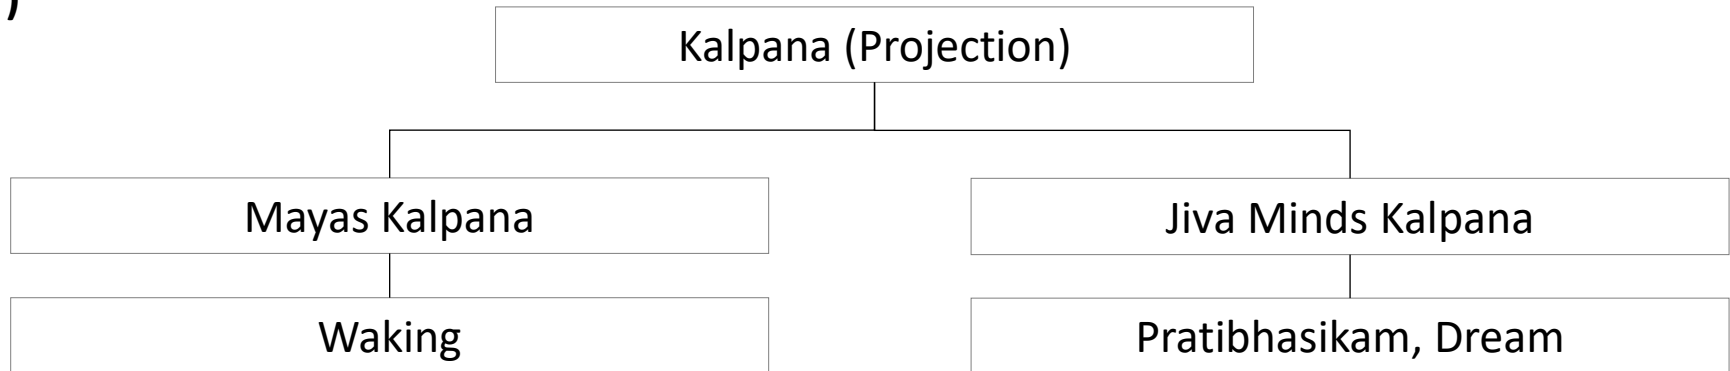 )
Kalpana (Projection)
Mayas Kalpana
Jiva Minds Kalpana
Waking
Pratibhasikam, Dream